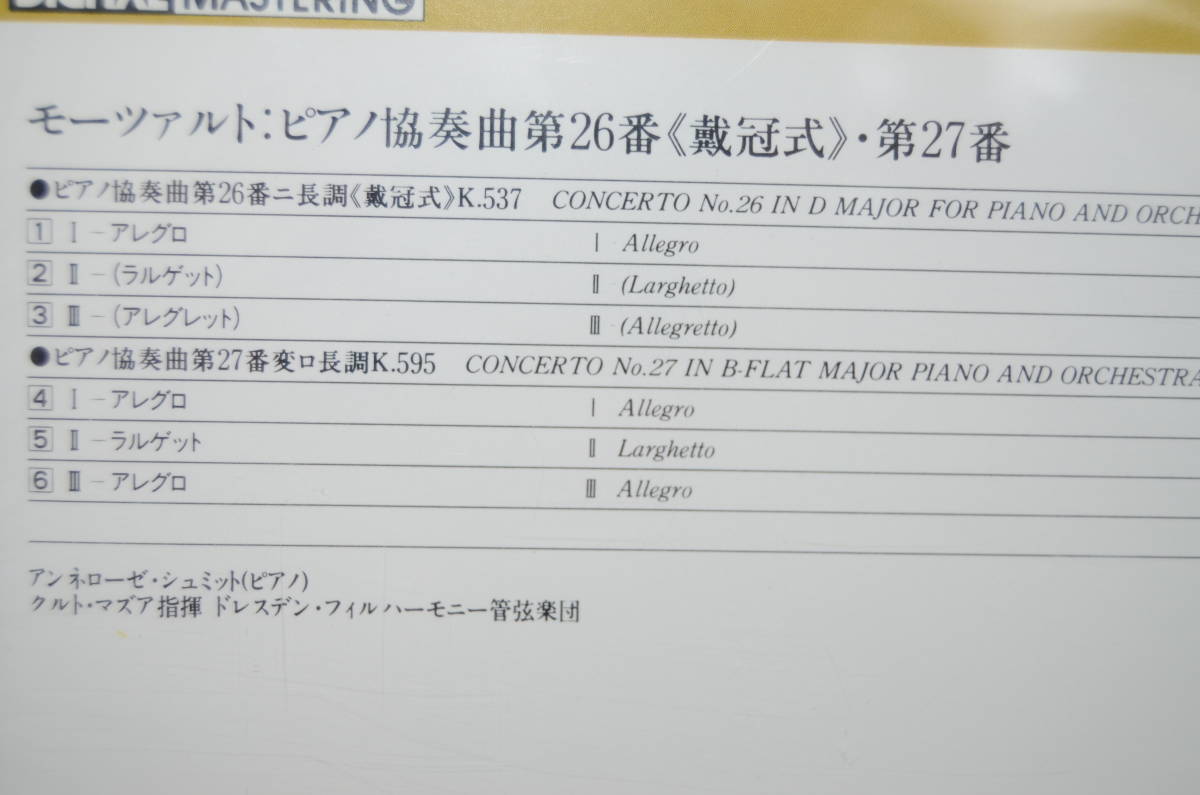 DIGITAL MASTERING
モーツァルト:ピアノ協奏曲第26番《戴冠式》・第27番
●ピアノ協奏曲第26番ニ長調《戴冠式》K.537 CONCERTO No.26 IN D MAJOR FOR PIANO AND ORCH
1 Ⅰ-アレグロ Ⅰ Allegro
2 Ⅱ-(ラルゲット) Ⅱ (Larghetto)
3 Ⅲ-(アレグレット) Ⅲ (Allegretto)
●ピアノ協奏曲第27番変ロ長調K.595 CONCERTO No.27 IN B-FLAT MAJOR PIANO AND ORCHESTRA
4 Ⅰ-アレグロ Ⅰ Allegro
5 Ⅱ-ラルゲット Ⅱ Larghetto
6 Ⅲ-アレグロ Ⅲ Allegro
アンネローゼ・シュミット(ピアノ)
クルト・マズア指揮 ドレスデン・フィルハーモニー管弦楽団